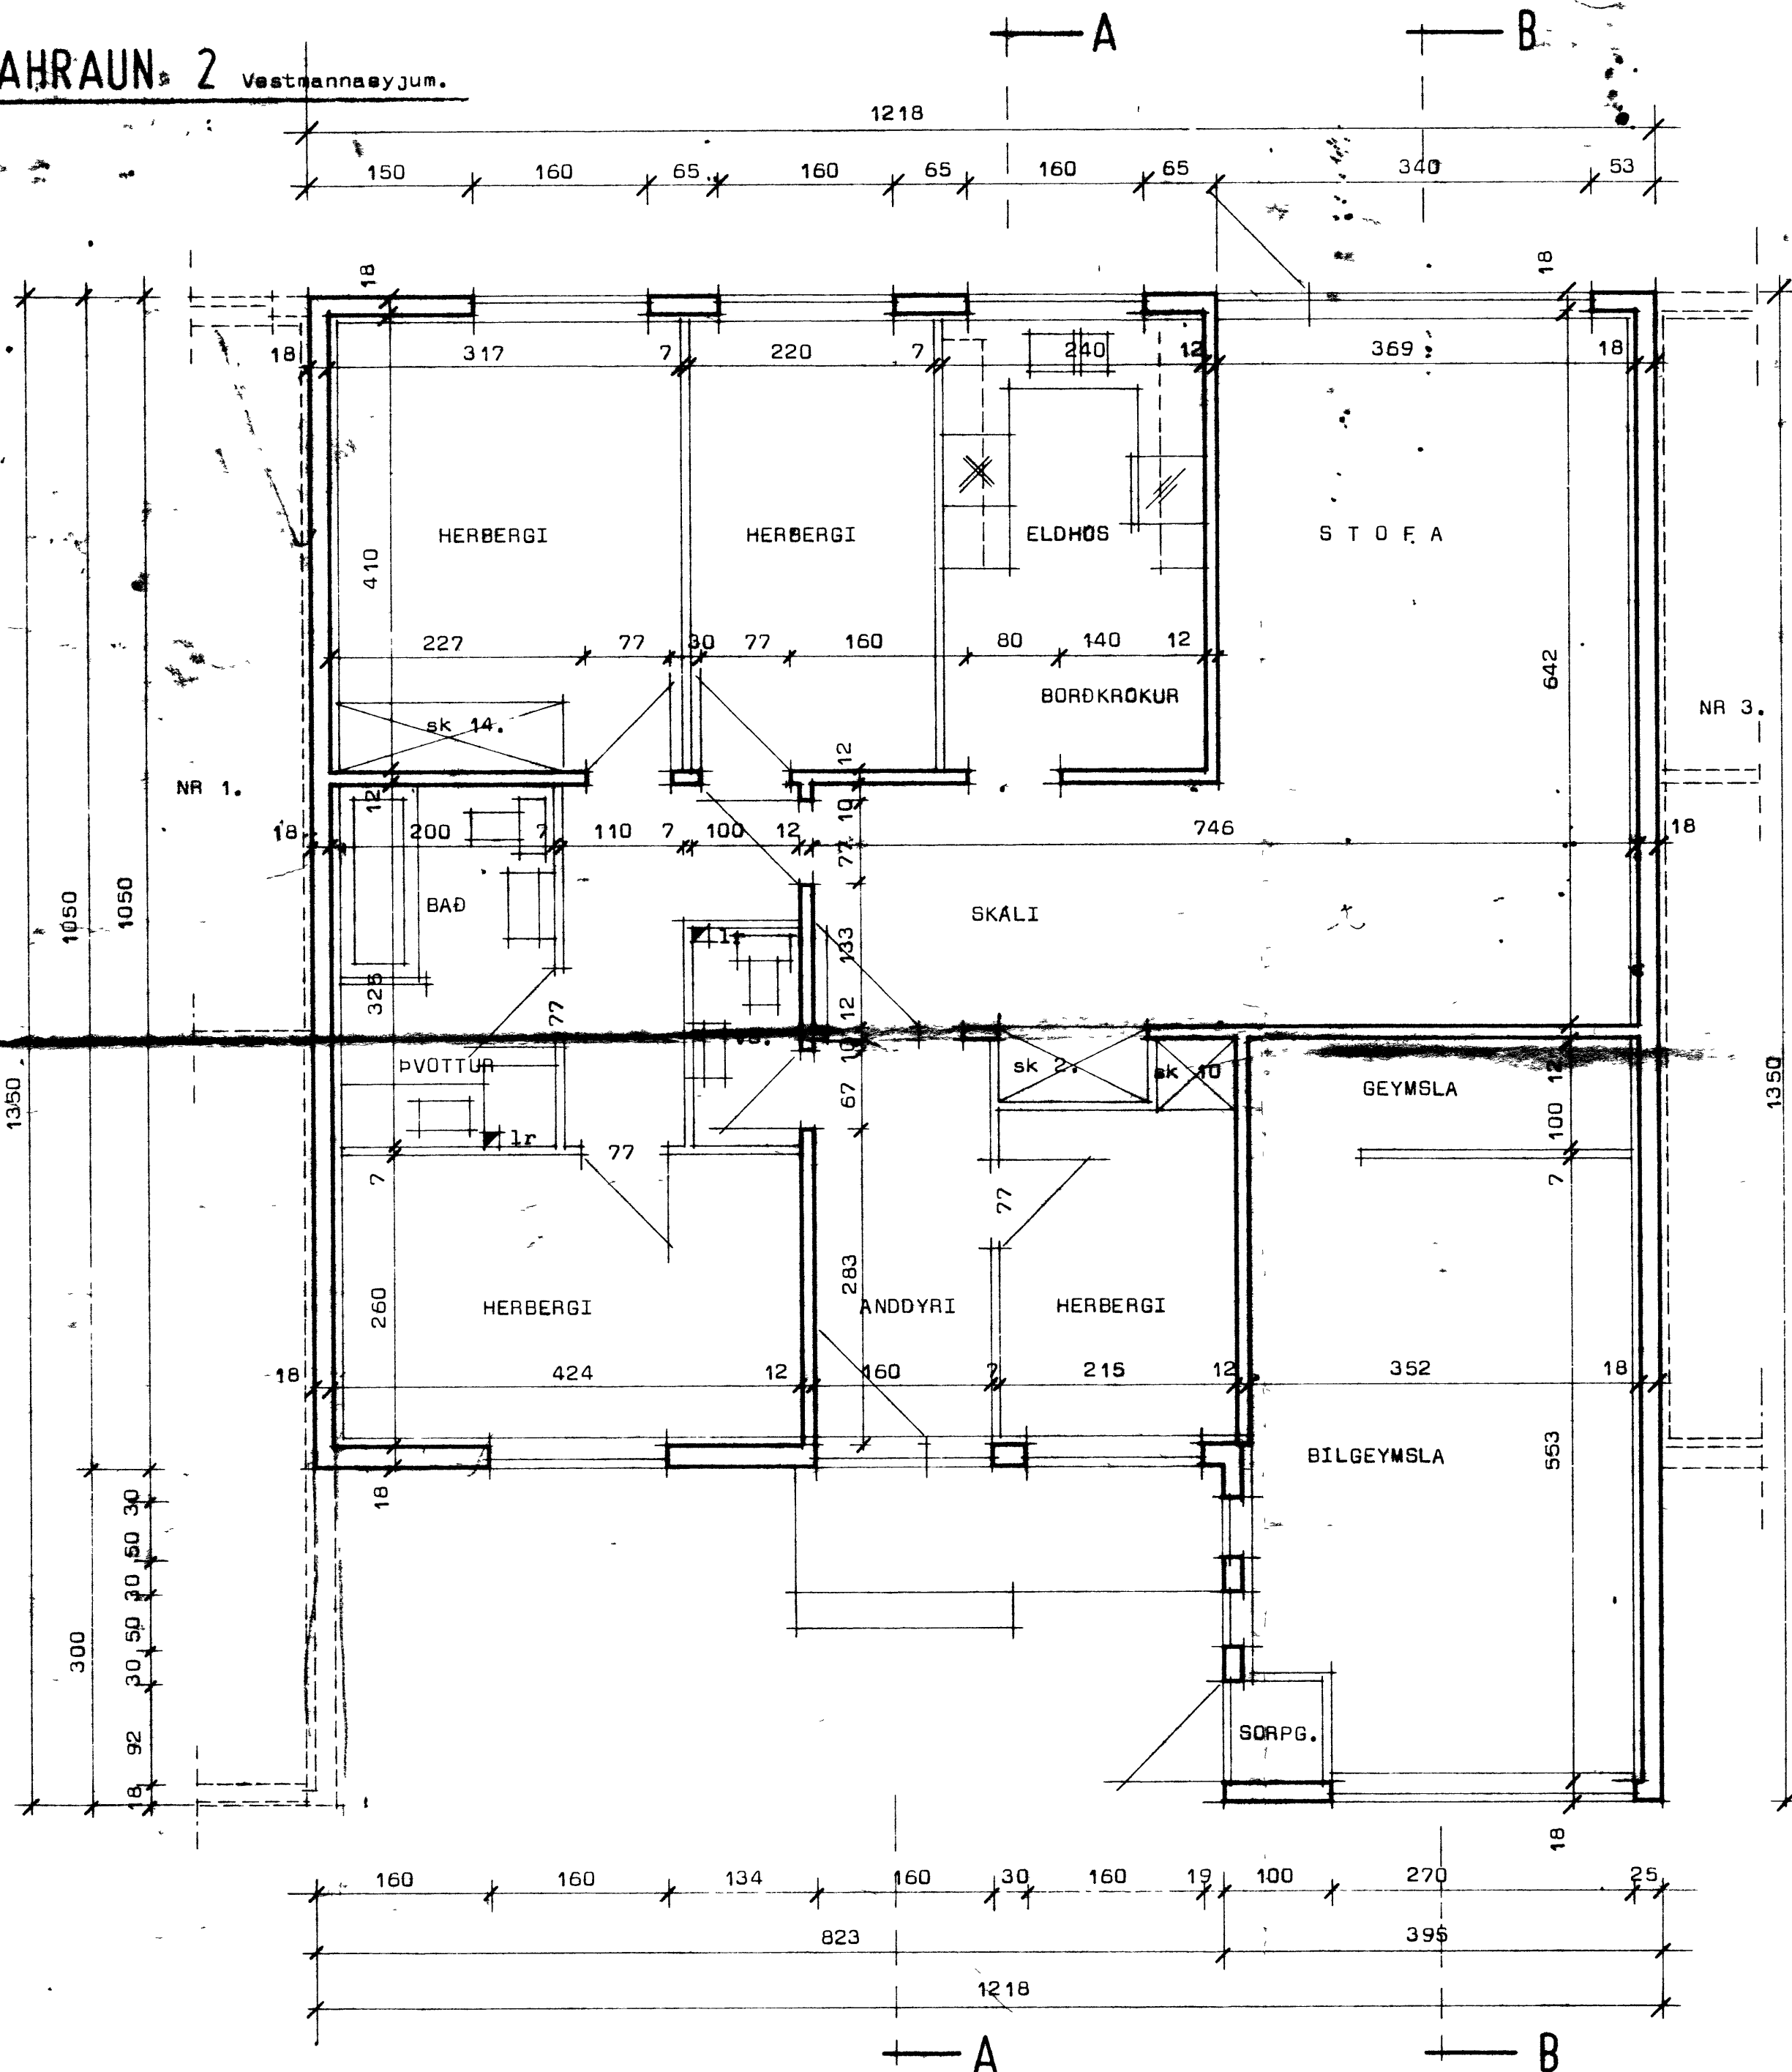 A B
AHRAUN 2 Vestmannaeyjum.
1218
150 160 65 160 65 160 65 340 53
18 18
18 317 7 220 7 240 12 369 18
HERBERGI HERBERGI ELDHÚS STOFA
410
227 77 30 77 160 80 140 12
642
BORÐKRÓKUR
NR 3.
sk 14.
NR 1.
12
12 10
18 200 7 110 7 100 12 77 746 18
1050 1050
BAÐ SKÁLI
lr 133
325 77 12
10
ÞVOTTUR sk 2. sk 10 GEYMSLA
12
1350 67 100 1350
lr 77
7 77 7
283
260 HERBERGI ANDDYRI HERBERGI
18 424 12 160 7 215 12 352 18
BILGEYMSLA
553
18
30
50
30
50
300 30
92 SORPG.
18
18
160 160 134 160 30 160 19 100 270 25
823 395
1218
A B